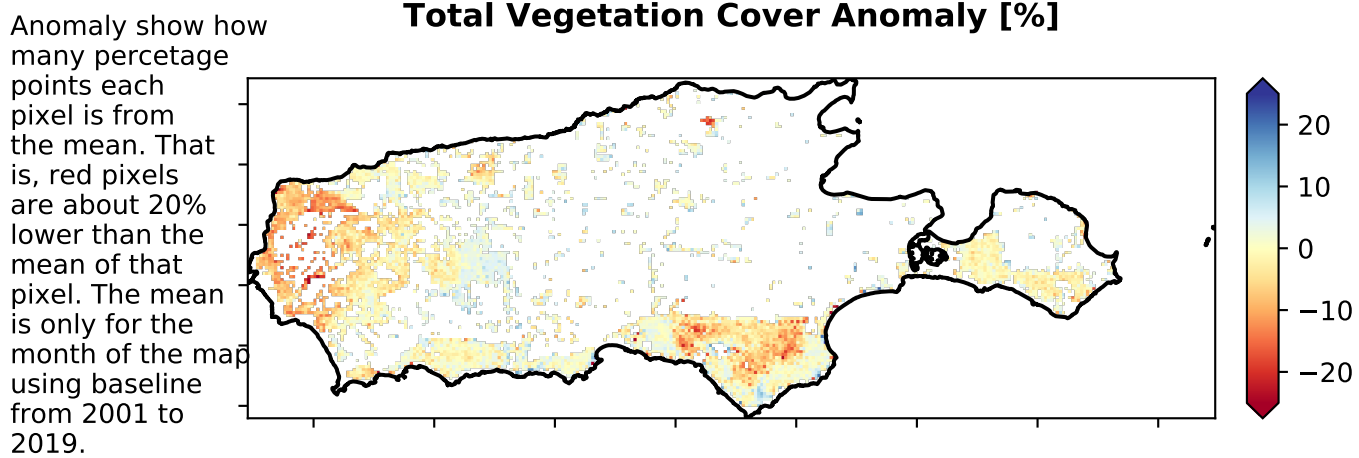 Total Vegetation Cover Anomaly [%]
Anomaly show how
many percetage
points each
pixel is from
the mean. That
is, red pixels
are about 20%
lower than the
mean of that
pixel. The mean
is only for the
month of the map
using baseline
from 2001 to
2019.
20
10
0
−10
−20